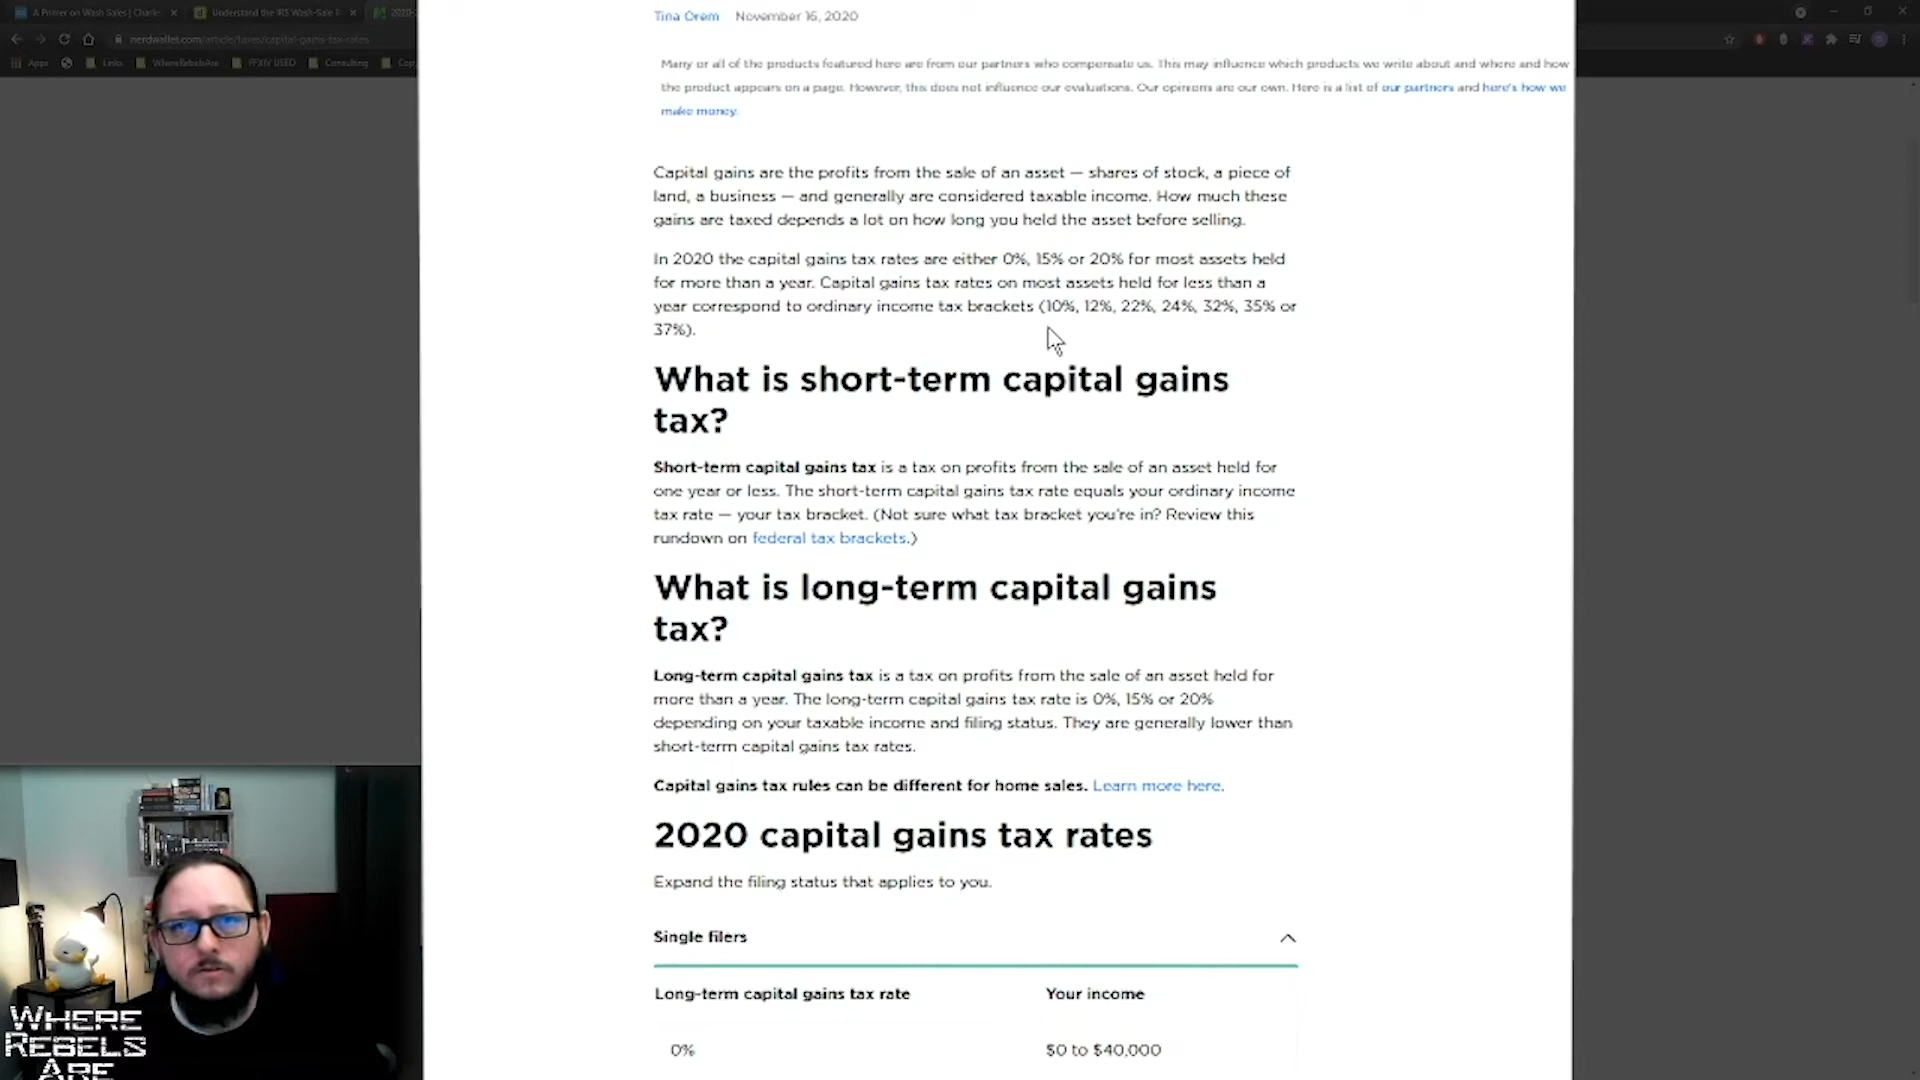 A Primer on Wash Sales | Charle
Understand the IRS Wash-Sale R
2020
nerdwallet.com/article/taxes/capital-gains-tax-rates
Apps
Links
WhereRebelsAre
FFXIV USED
Consulting
Tina Orem November 16, 2020
Many or all of the products featured here are from our partners who compensate us. This may influence which products we write about and where and how
the product appears on a page. However, this does not influence our evaluations. Our opinions are our own. Here is a list of our partners and here's how we
make money.
Capital gains are the profits from the sale of an asset — shares of stock, a piece of
land, a business — and generally are considered taxable income. How much these
gains are taxed depends a lot on how long you held the asset before selling.
In 2020 the capital gains tax rates are either 0%, 15% or 20% for most assets held
for more than a year. Capital gains tax rates on most assets held for less than a
year correspond to ordinary income tax brackets (10%, 12%, 22%, 24%, 32%, 35% or
37%).
What is short-term capital gains
tax?
Short-term capital gains tax is a tax on profits from the sale of an asset held for
one year or less. The short-term capital gains tax rate equals your ordinary income
tax rate — your tax bracket. (Not sure what tax bracket you're in? Review this
rundown on federal tax brackets.)
What is long-term capital gains
tax?
Long-term capital gains tax is a tax on profits from the sale of an asset held for
more than a year. The long-term capital gains tax rate is 0%, 15% or 20%
depending on your taxable income and filing status. They are generally lower than
short-term capital gains tax rates.
Capital gains tax rules can be different for home sales. Learn more here.
2020 capital gains tax rates
Expand the filing status that applies to you.
Single filers
Long-term capital gains tax rate Your income
0% $0 to $40,000
WHERE
REBELS
ARE